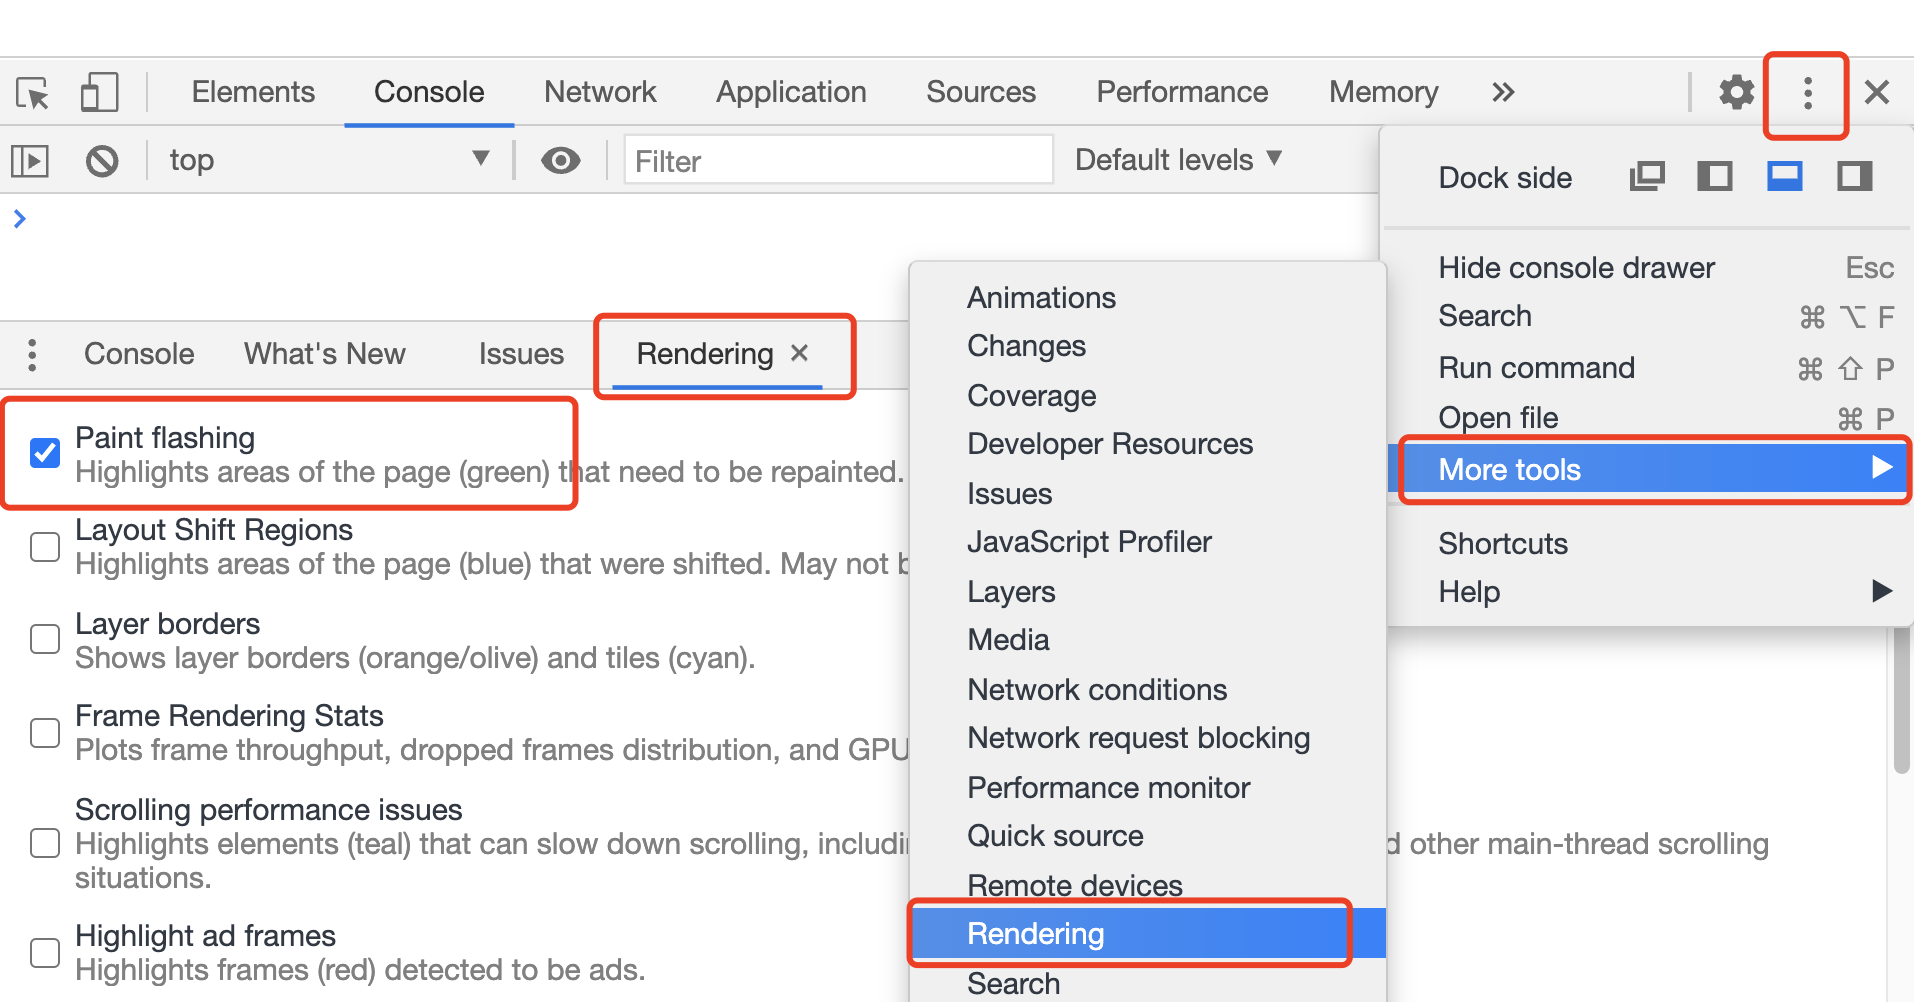 Elements Console Network Application Sources Performance Memory »
top Filter Default levels
Dock side
Hide console drawer Esc
Search ⌘ ⌥ F
Run command ⌘ ⇧ P
Open file ⌘ P
More tools
Shortcuts
Help
Animations
Changes
Coverage
Developer Resources
Issues
JavaScript Profiler
Layers
Media
Network conditions
Network request blocking
Performance monitor
Quick source
Remote devices
Rendering
Search
Console What's New Issues Rendering
Paint flashing
Highlights areas of the page (green) that need to be repainted.
Layout Shift Regions
Highlights areas of the page (blue) that were shifted. May not
Layer borders
Shows layer borders (orange/olive) and tiles (cyan).
Frame Rendering Stats
Plots frame throughput, dropped frames distribution, and GPU
Scrolling performance issues
Highlights elements (teal) that can slow down scrolling, other main-thread scrolling
situations.
Highlight ad frames
Highlights frames (red) detected to be ads.